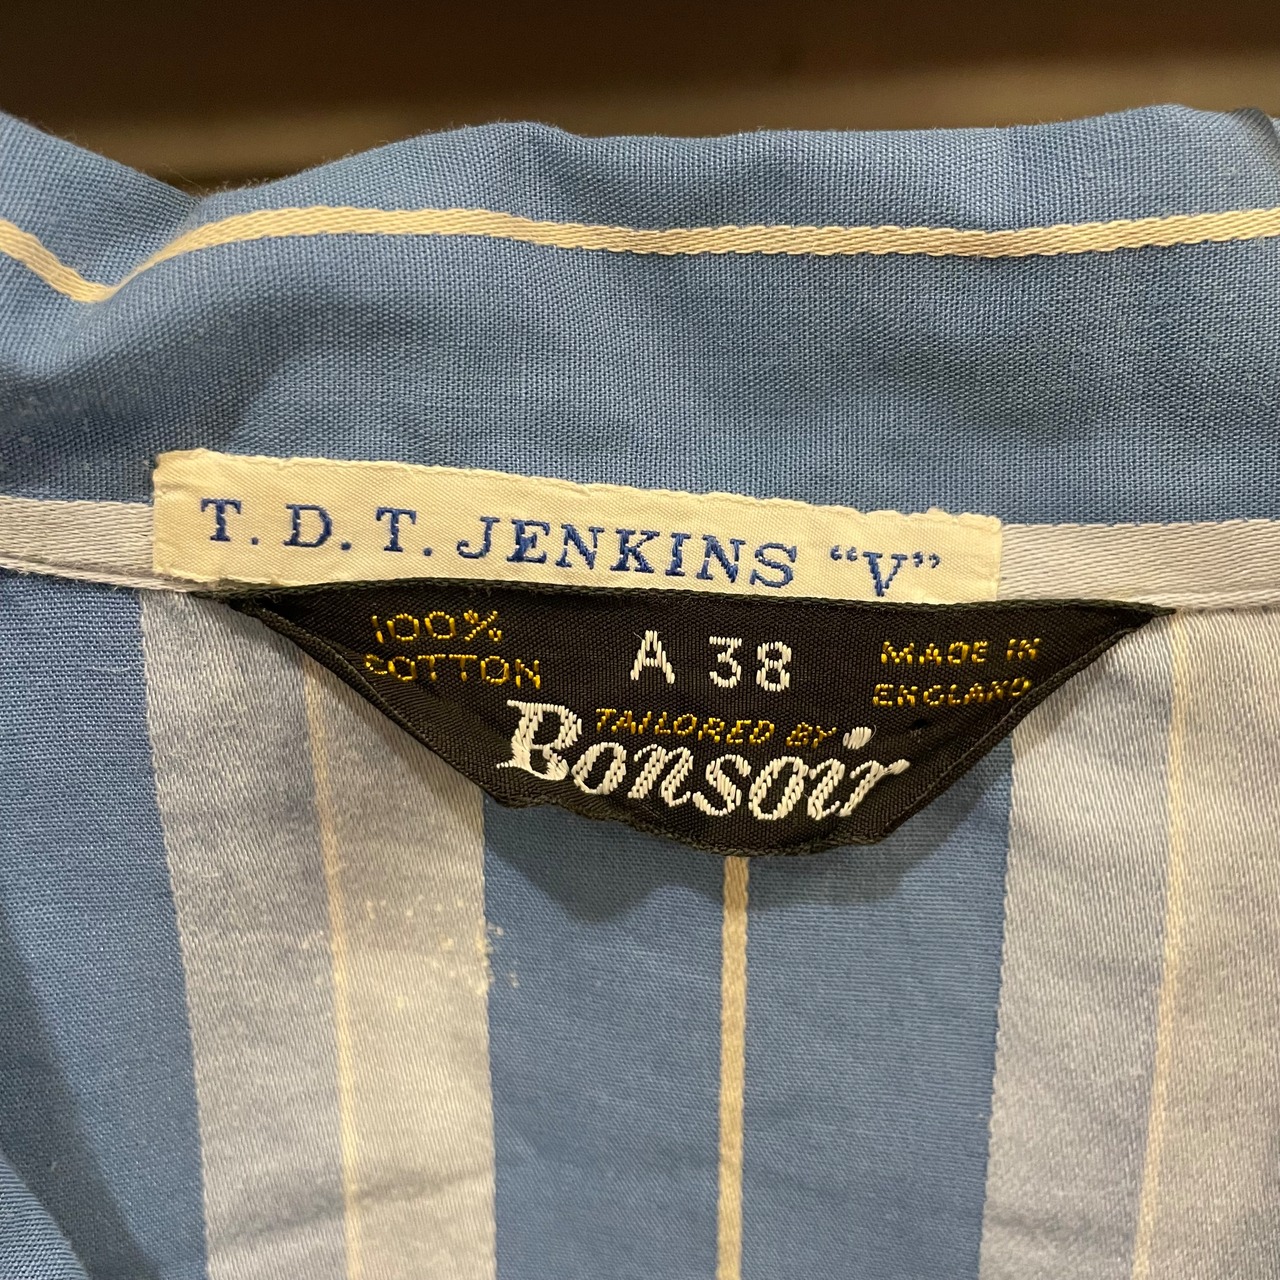 T. D. T. JENKINS “V”
100% COTTON
A 38
MADE IN ENGLAND
TAILORED BY
Bonsoir